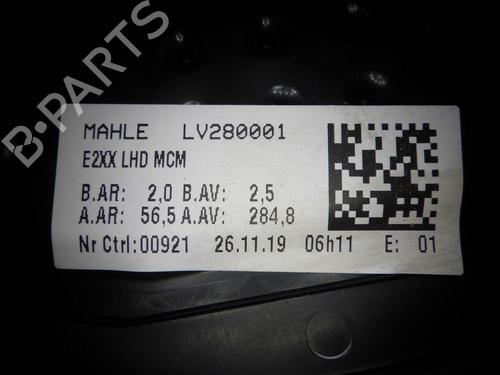 B-PARTS
MAHLE LV280001
E2XX LHD MCM
B.AR: 2,0 B.AV: 2,5
A.AR: 56,5 A.AV: 284,8
Nr Ctrl:00921 26.11.19 06h11 E: 01